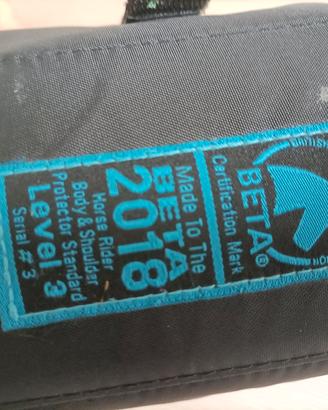 BETA®
Certification Mark
Made To The
BETA
2018
Horse Rider
Body & Shoulder
Protector Standard
Level 3
Serial # 3